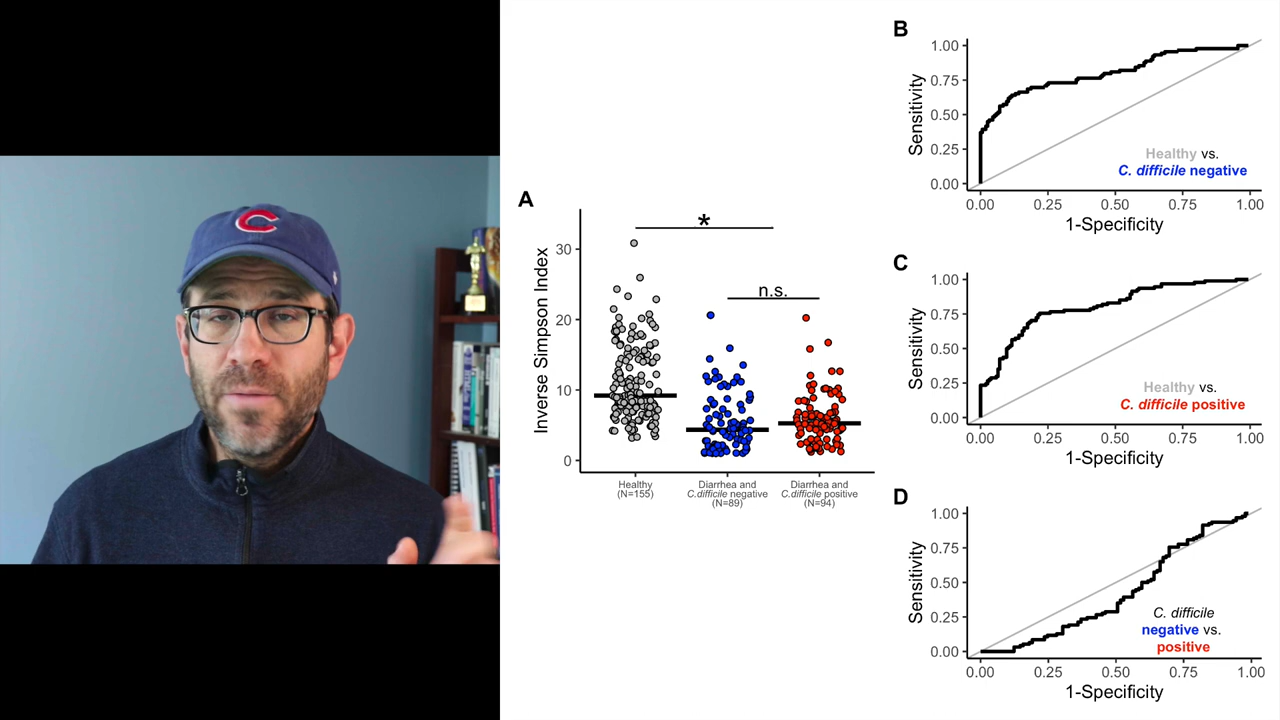 C
A
Inverse Simpson Index
30
20
10
0
*
n.s.
Healthy
(N=155)
Diarrhea and
C.difficile negative
(N=89)
Diarrhea and
C.difficile positive
(N=94)
B
Sensitivity
1.00
0.75
0.50
0.25
0.00
Healthy vs.
C. difficile negative
0.00 0.25 0.50 0.75 1.00
1-Specificity
C
Sensitivity
1.00
0.75
0.50
0.25
0.00
Healthy vs.
C. difficile positive
0.00 0.25 0.50 0.75 1.00
1-Specificity
D
Sensitivity
1.00
0.75
0.50
0.25
0.00
C. difficile
negative vs.
positive
0.00 0.25 0.50 0.75 1.00
1-Specificity